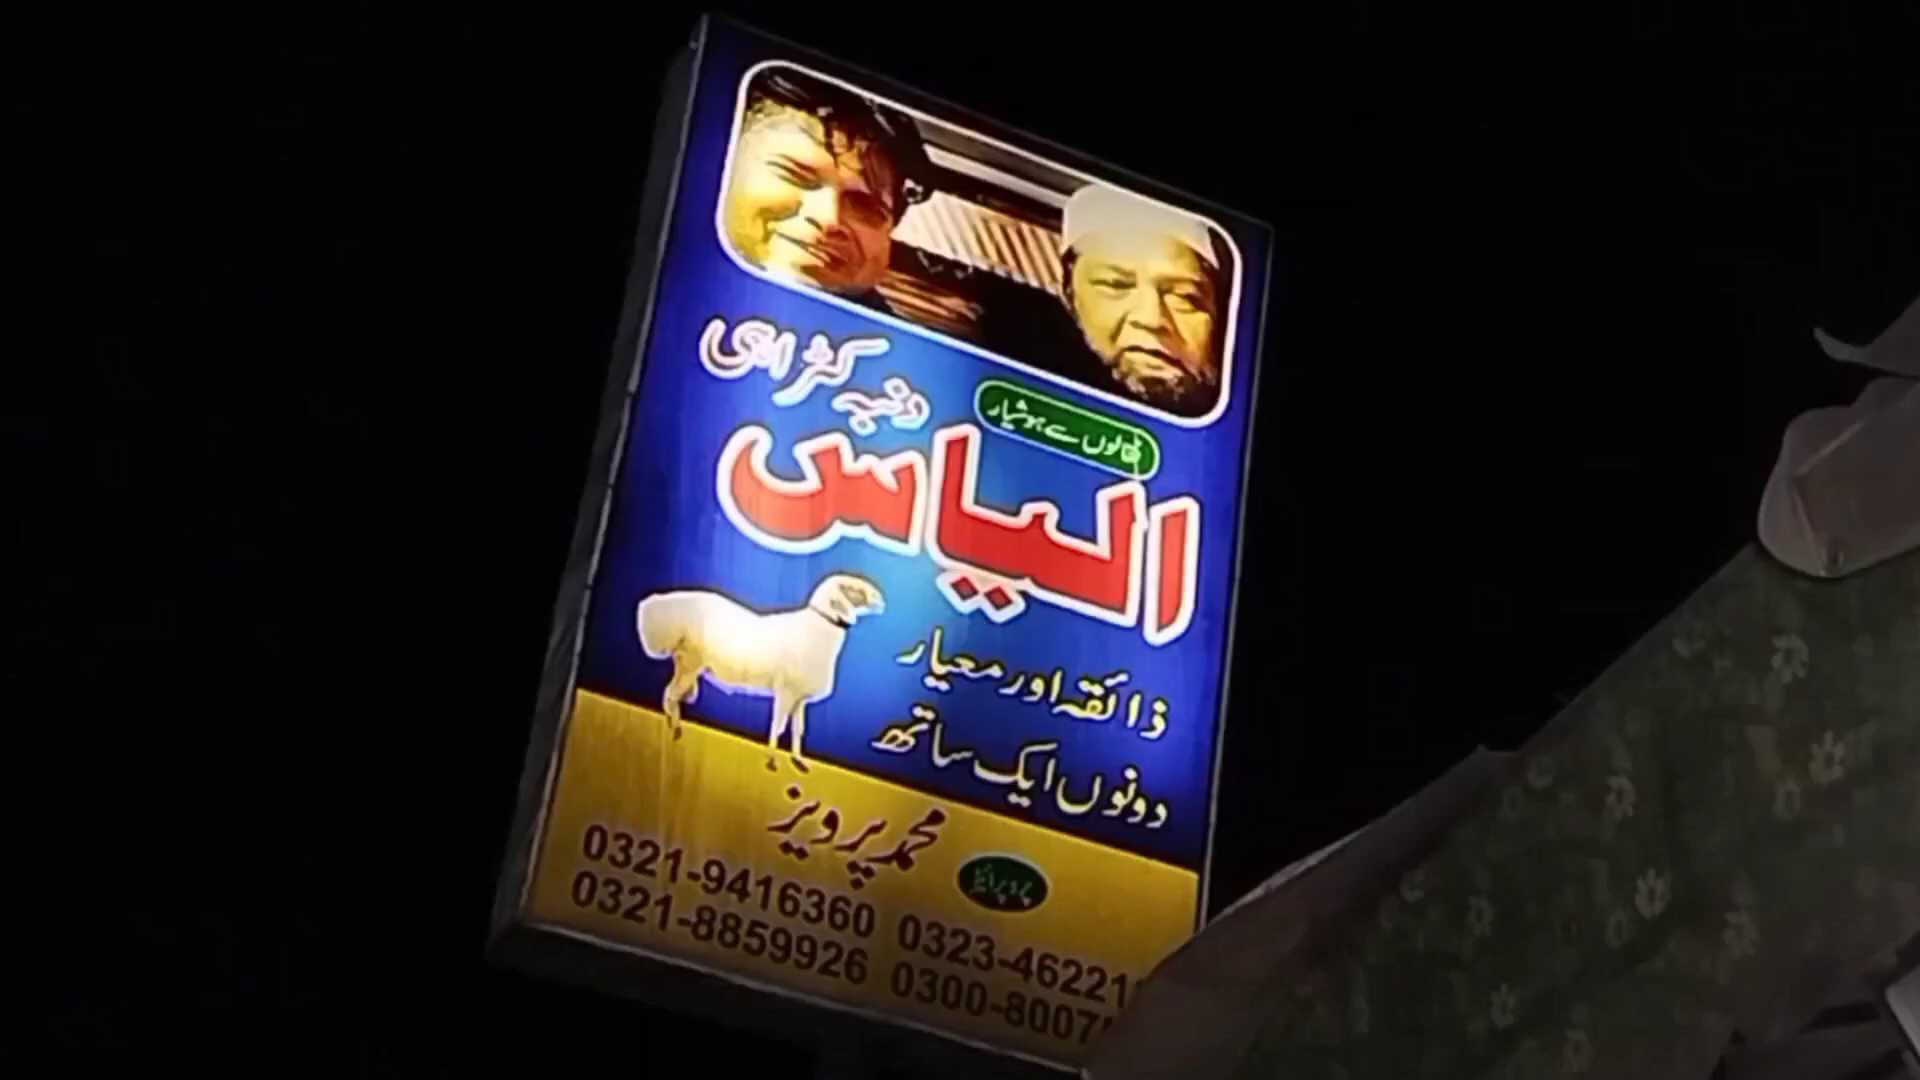 نقالوں سے ہوشیار
الیاس
دنبہ کڑاہی
ذائقہ اور معیار
دونوں ایک ساتھ
پروپرائٹر
محمد پرویز
0321-9416360 0323-46221
0321-8859926 0300-8007